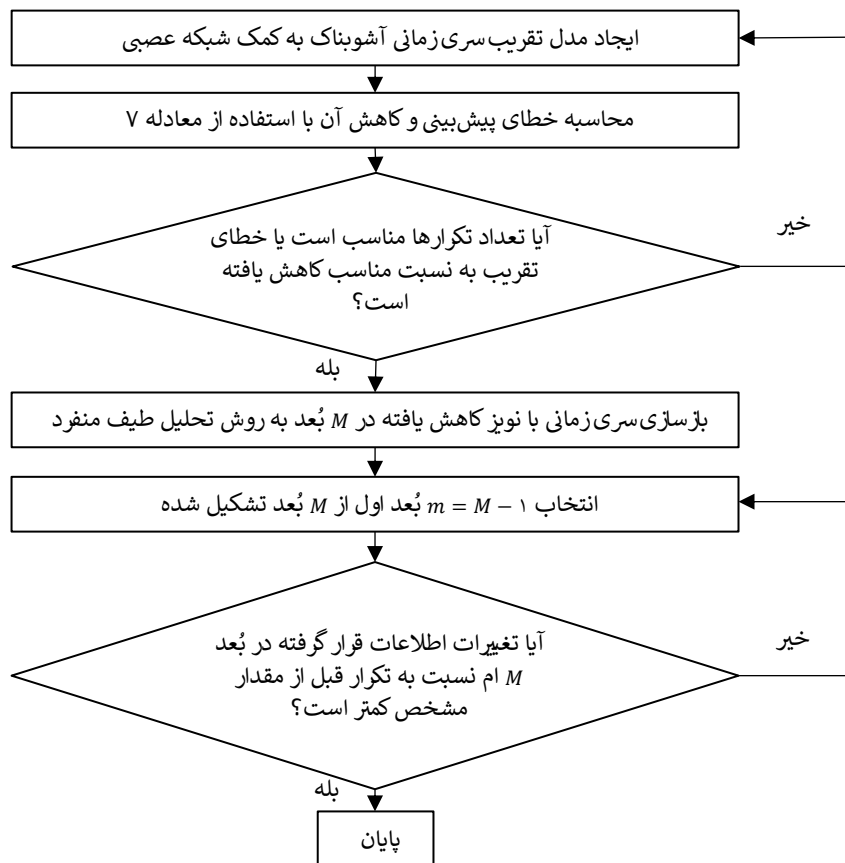 ایجاد مدل تقریب سری زمانی آشوبناک به کمک شبکه عصبی
محاسبه خطای پیش‌بینی و کاهش آن با استفاده از معادله ۷
آیا تعداد تکرارها مناسب است یا خطای
تقریب به نسبت مناسب کاهش یافته
است؟
خیر
بله
بازسازی سری زمانی با نویز کاهش یافته در M بُعد به روش تحلیل طیف منفرد
انتخاب m = M − ۱ بُعد اول از M بُعد تشکیل شده
آیا تغییرات اطلاعات قرار گرفته در بُعد
M ام نسبت به تکرار قبل از مقدار
مشخص کمتر است؟
خیر
بله
پایان